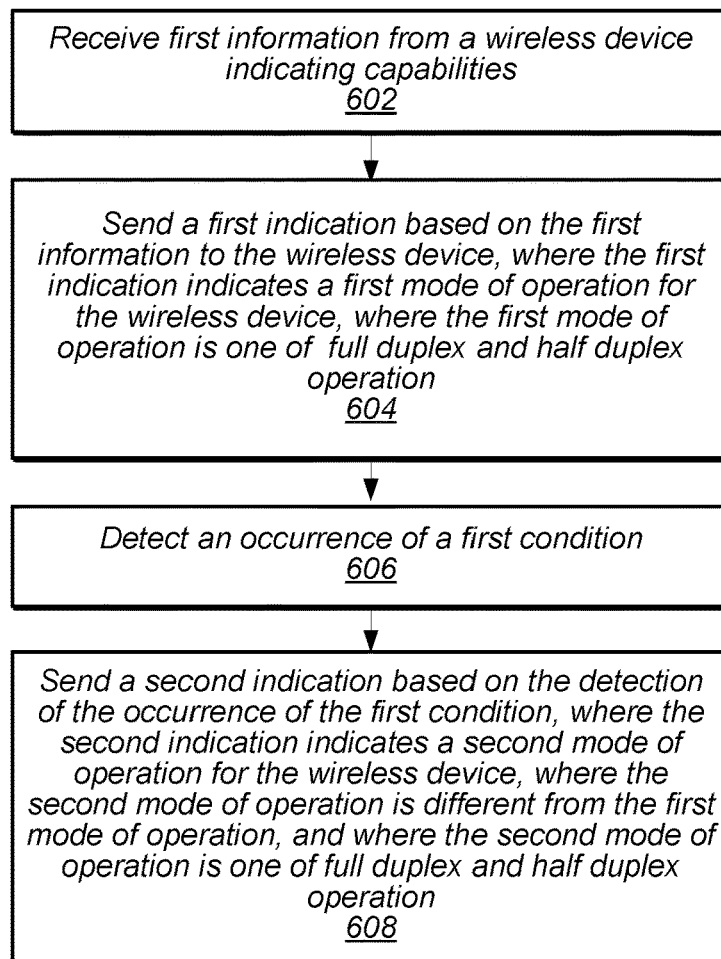 Receive first information from a wireless device
indicating capabilities
602
Send a first indication based on the first
information to the wireless device, where the first
indication indicates a first mode of operation for
the wireless device, where the first mode of
operation is one of full duplex and half duplex
operation
604
Detect an occurrence of a first condition
606
Send a second indication based on the detection
of the occurrence of the first condition, where the
second indication indicates a second mode of
operation for the wireless device, where the
second mode of operation is different from the first
mode of operation, and where the second mode of
operation is one of full duplex and half duplex
operation
608